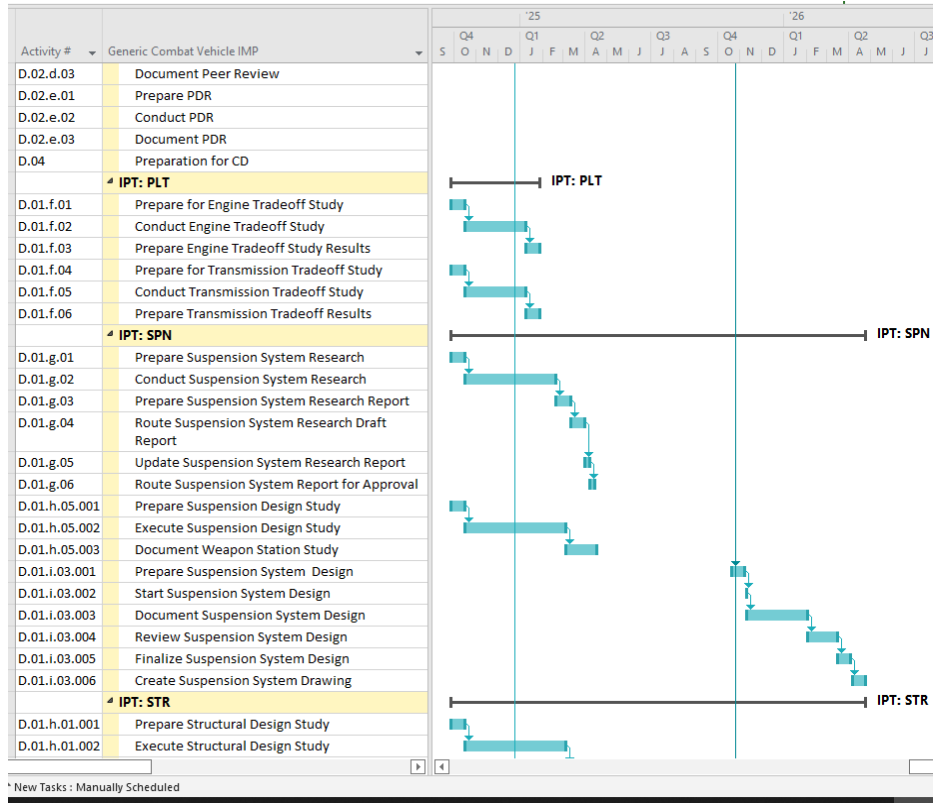 '25 '26
Q4 Q1 Q2 Q3 Q4 Q1 Q2 Q3
Activity # Generic Combat Vehicle IMP S O N D J F M A M J J A S O N D J F M A M J J
D.02.d.03 Document Peer Review
D.02.e.01 Prepare PDR
D.02.e.02 Conduct PDR
D.02.e.03 Document PDR
D.04 Preparation for CD
IPT: PLT IPT: PLT
D.01.f.01 Prepare for Engine Tradeoff Study
D.01.f.02 Conduct Engine Tradeoff Study
D.01.f.03 Prepare Engine Tradeoff Study Results
D.01.f.04 Prepare for Transmission Tradeoff Study
D.01.f.05 Conduct Transmission Tradeoff Study
D.01.f.06 Prepare Transmission Tradeoff Results
IPT: SPN IPT: SPN
D.01.g.01 Prepare Suspension System Research
D.01.g.02 Conduct Suspension System Research
D.01.g.03 Prepare Suspension System Research Report
D.01.g.04 Route Suspension System Research Draft
Report
D.01.g.05 Update Suspension System Research Report
D.01.g.06 Route Suspension System Report for Approval
D.01.h.05.001 Prepare Suspension Design Study
D.01.h.05.002 Execute Suspension Design Study
D.01.h.05.003 Document Weapon Station Study
D.01.i.03.001 Prepare Suspension System Design
D.01.i.03.002 Start Suspension System Design
D.01.i.03.003 Document Suspension System Design
D.01.i.03.004 Review Suspension System Design
D.01.i.03.005 Finalize Suspension System Design
D.01.i.03.006 Create Suspension System Drawing
IPT: STR IPT: STR
D.01.h.01.001 Prepare Structural Design Study
D.01.h.01.002 Execute Structural Design Study
New Tasks : Manually Scheduled